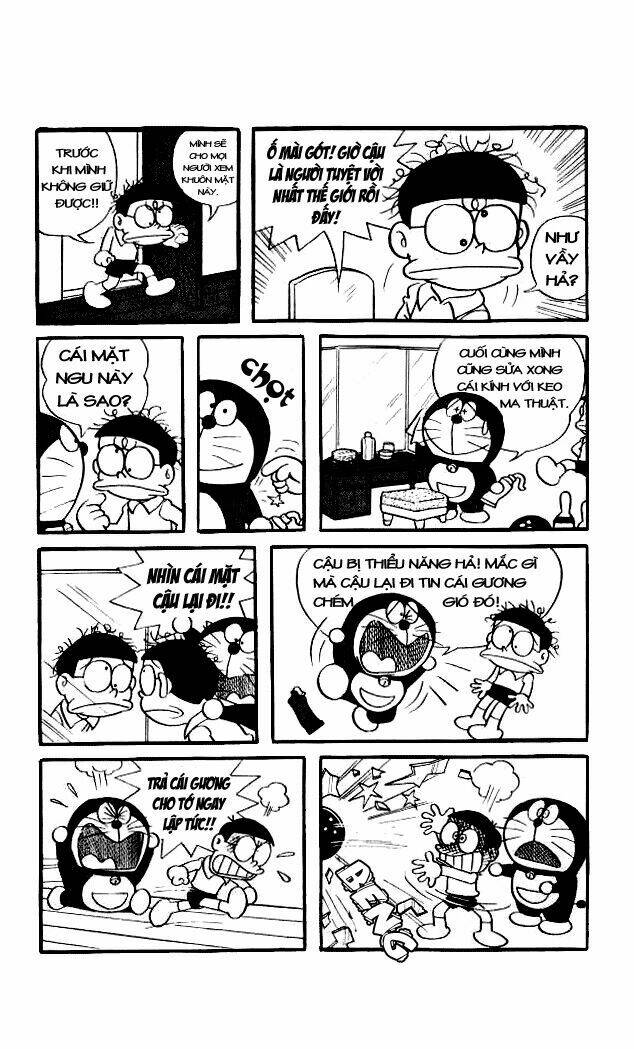 TRƯỚC
KHI MÌNH
KHÔNG GIỮ
ĐƯỢC!!
MÌNH SẼ
CHO MỌI
NGƯỜI XEM
KHUÔN MẶT
NÀY.
Ố MÀI GÓT! GIỜ CẬU
LÀ NGƯỜI TUYỆT VỜI
NHẤT THẾ GIỚI RỒI
ĐẤY!
NHƯ
VẦY
HẢ?
CÁI MẶT
NGU NÀY
LÀ SAO?
CHỌT
CUỐI CÙNG MÌNH
CŨNG SỬA XONG
CÁI KÍNH VỚI KEO
MA THUẬT.
NHÌN CÁI MẶT
CẬU LẠI ĐI!!
CẬU BỊ THIỂU NĂNG HẢ! MẮC GÌ
MÀ CẬU LẠI ĐI TIN CÁI GƯƠNG
CHÉM GIÓ ĐÓ!
TRẢ CÁI GƯƠNG
CHO TỚ NGAY
LẬP TỨC!!
BENG